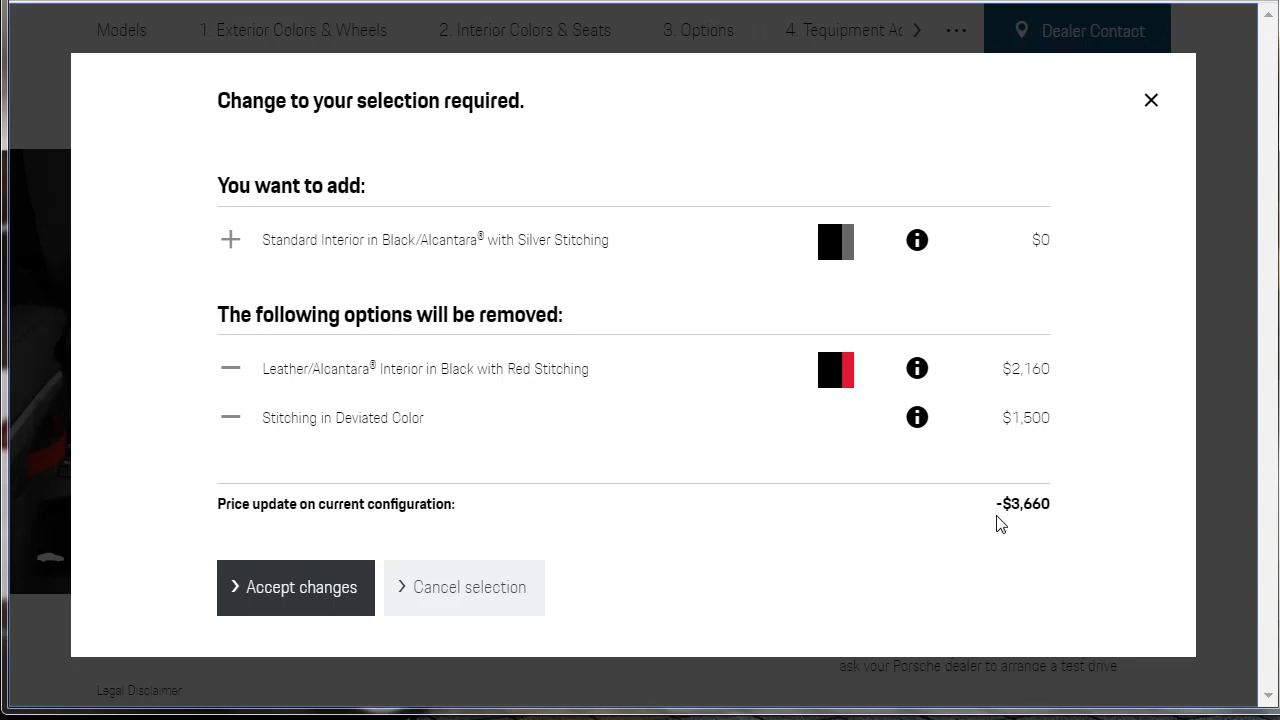 Models 1. Exterior Colors & Wheels 2. Interior Colors & Seats 3. Options 4. Tequipment Ac Dealer Contact
Change to your selection required.
You want to add:
Standard Interior in Black/Alcantara® with Silver Stitching $0
The following options will be removed:
Leather/Alcantara® Interior in Black with Red Stitching $2,160
Stitching in Deviated Color $1,500
Price update on current configuration: -$3,660
Accept changes Cancel selection
ask your Porsche dealer to arrange a test drive
Legal Disclaimer